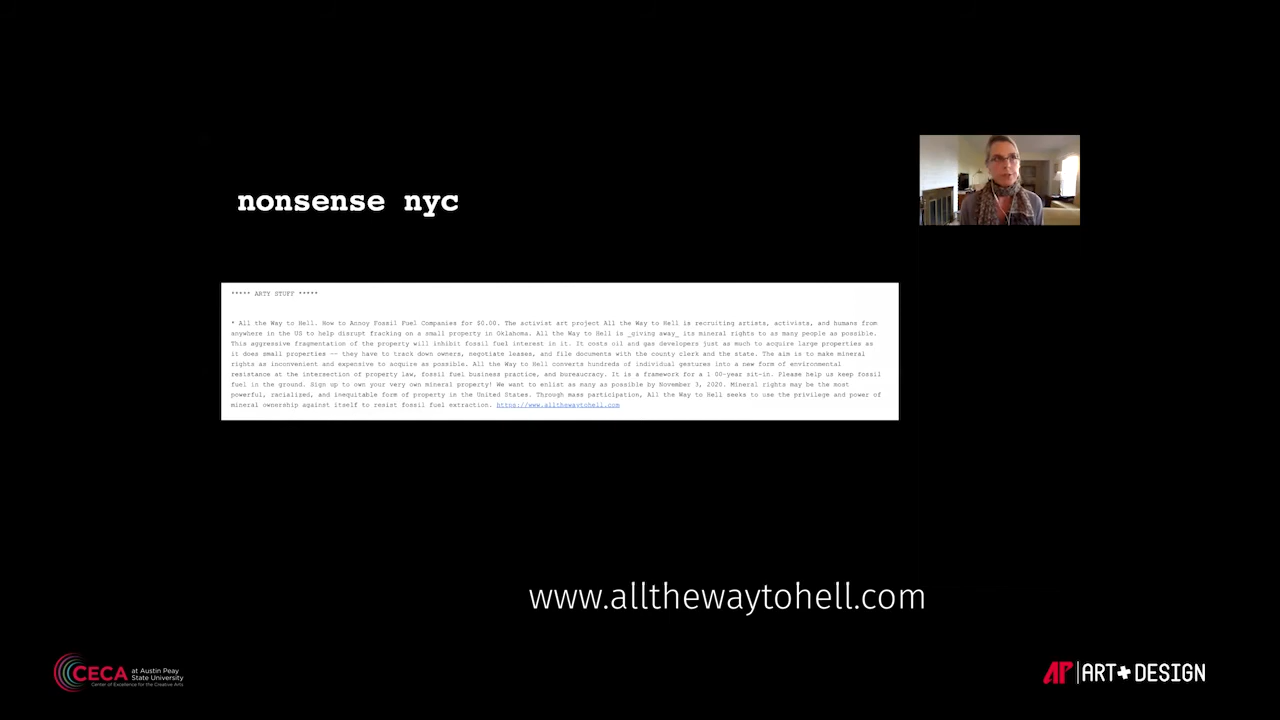 nonsense nyc
***** ARTY STUFF *****
* All the Way to Hell. How to Annoy Fossil Fuel Companies for $0.00. The activist art project All the Way to Hell is recruiting artists, activists, and humans from
anywhere in the US to help disrupt fracking on a small property in Oklahoma. All the Way to Hell is _giving away_ its mineral rights to as many people as possible.
This aggressive fragmentation of the property will inhibit fossil fuel interest in it. It costs oil and gas developers just as much to acquire large properties as
it does small properties -- they have to track down owners, negotiate leases, and file documents with the county clerk and the state. The aim is to make mineral
rights as inconvenient and expensive to acquire as possible. All the Way to Hell converts hundreds of individual gestures into a new form of environmental
resistance at the intersection of property law, fossil fuel business practice, and bureaucracy. It is a framework for a 1 00-year sit-in. Please help us keep fossil
fuel in the ground. Sign up to own your very own mineral property! We want to enlist as many as possible by November 3, 2020. Mineral rights may be the most
powerful, racialized, and inequitable form of property in the United States. Through mass participation, All the Way to Hell seeks to use the privilege and power of
mineral ownership against itself to resist fossil fuel extraction. https://www.allthewaytohell.com
www.allthewaytohell.com
CECA
at Austin Peay
State University
Center of Excellence for the Creative Arts
AP ART+DESIGN